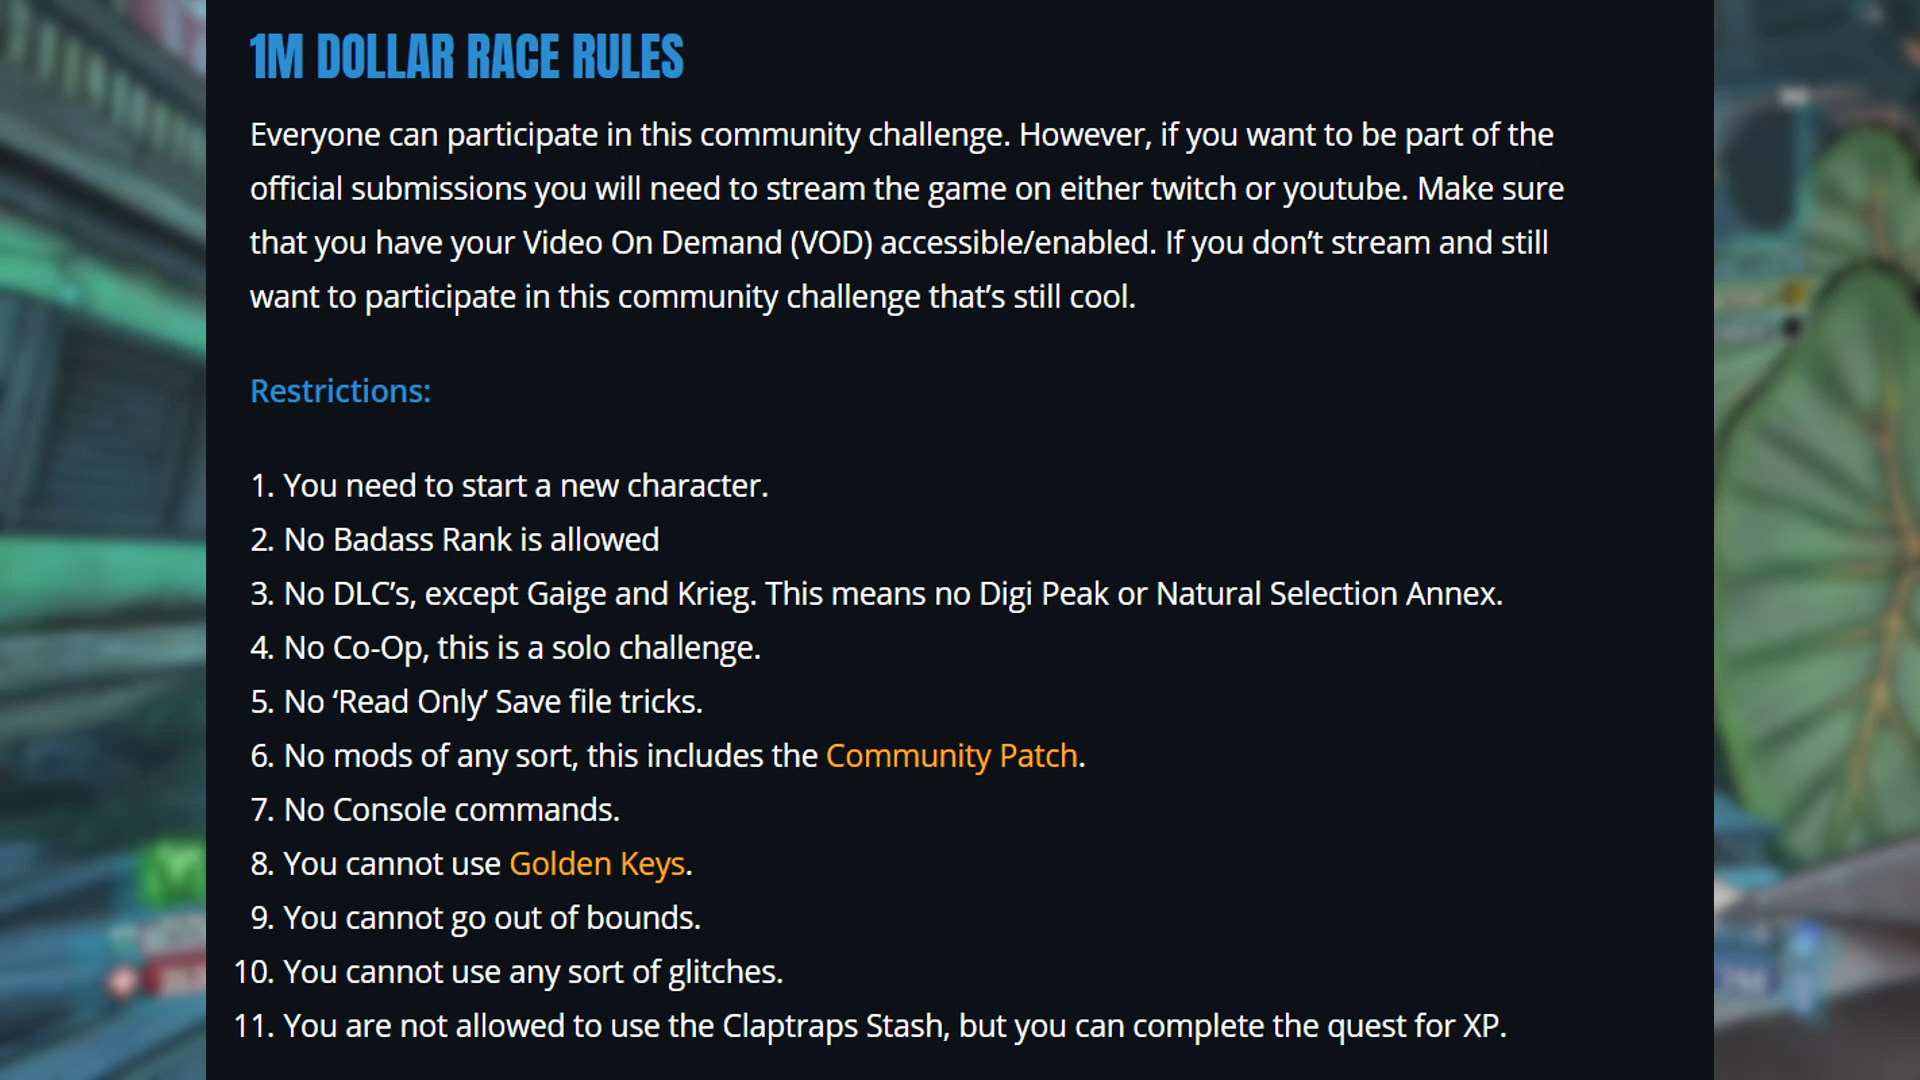 1M DOLLAR RACE RULES
Everyone can participate in this community challenge. However, if you want to be part of the
official submissions you will need to stream the game on either twitch or youtube. Make sure
that you have your Video On Demand (VOD) accessible/enabled. If you don’t stream and still
want to participate in this community challenge that’s still cool.
Restrictions:
1. You need to start a new character.
2. No Badass Rank is allowed
3. No DLC’s, except Gaige and Krieg. This means no Digi Peak or Natural Selection Annex.
4. No Co-Op, this is a solo challenge.
5. No ‘Read Only’ Save file tricks.
6. No mods of any sort, this includes the Community Patch.
7. No Console commands.
8. You cannot use Golden Keys.
9. You cannot go out of bounds.
10. You cannot use any sort of glitches.
11. You are not allowed to use the Claptraps Stash, but you can complete the quest for XP.